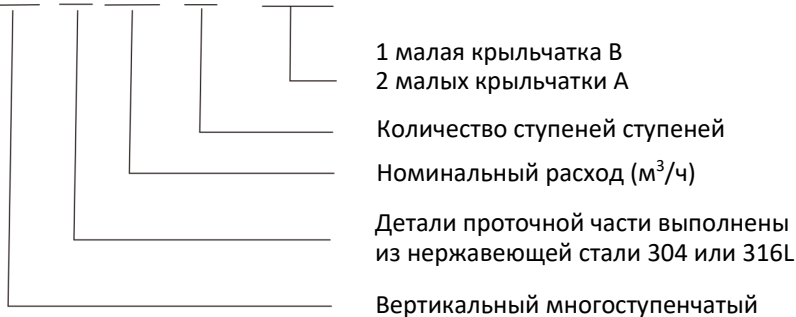 1 малая крыльчатка В
2 малых крыльчатки А
Количество ступеней ступеней
Номинальный расход (м³/ч)
Детали проточной части выполнены
из нержавеющей стали 304 или 316L
Вертикальный многоступенчатый